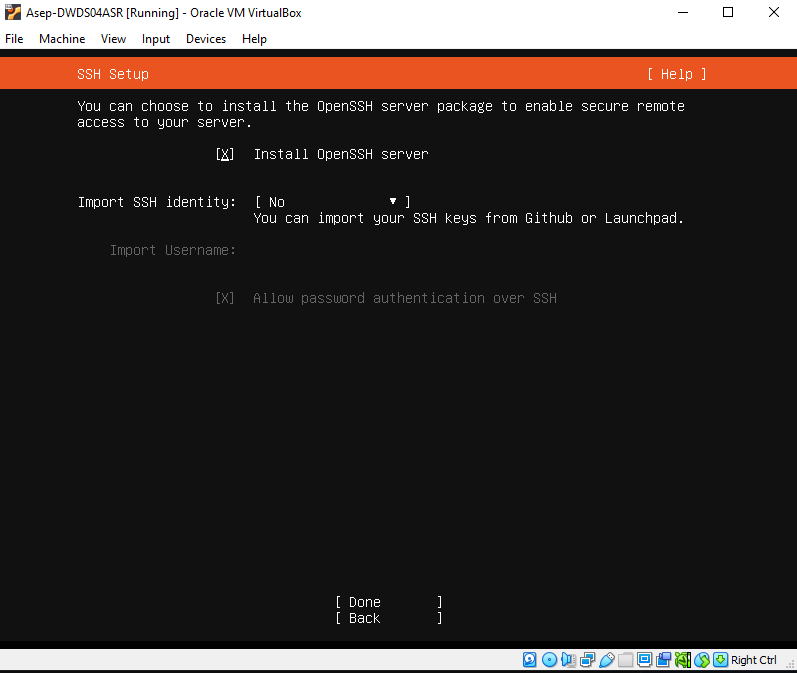 Asep-DWDS04ASR [Running] - Oracle VM VirtualBox
File Machine View Input Devices Help
SSH Setup [ Help ]
You can choose to install the OpenSSH server package to enable secure remote
access to your server.
[X] Install OpenSSH server
Import SSH identity: [ No ▾ ]
You can import your SSH keys from Github or Launchpad.
Import Username:
[X] Allow password authentication over SSH
[ Done ]
[ Back ]
Right Ctrl